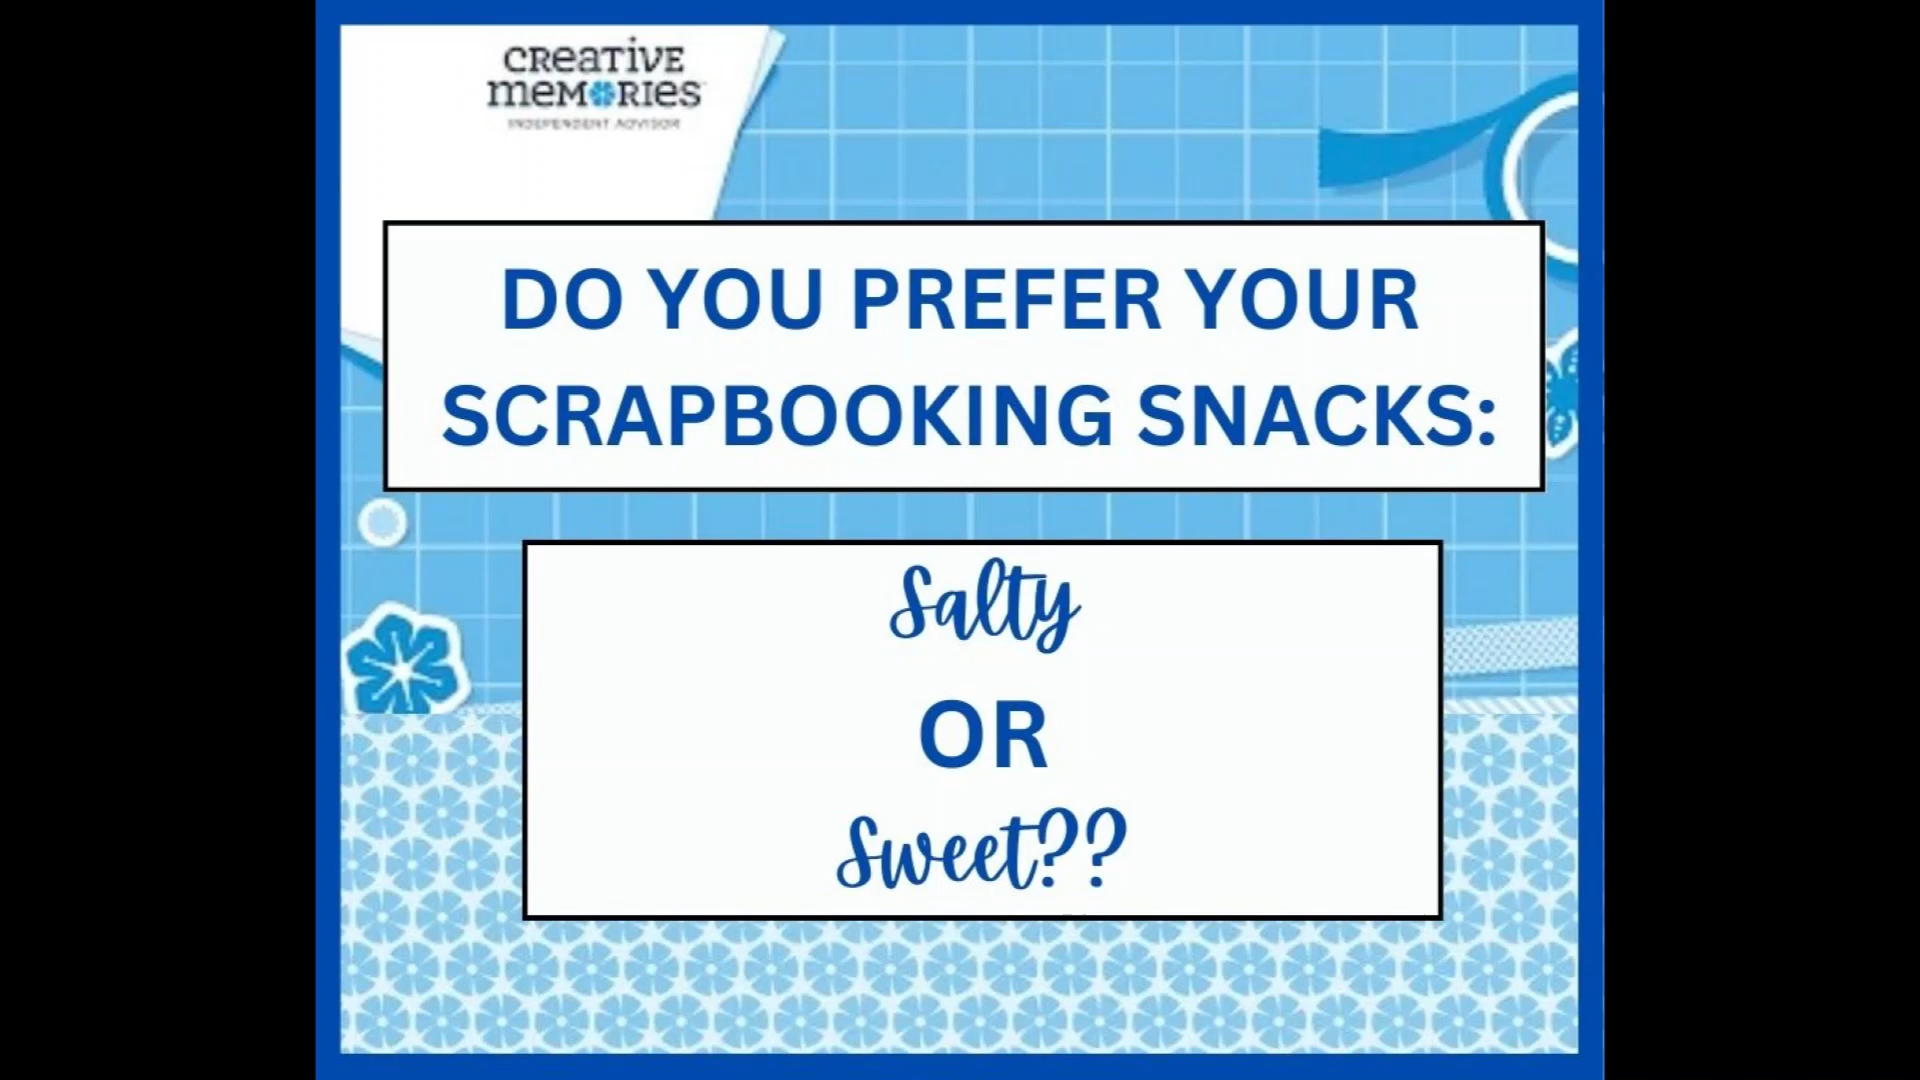 CREATIVE
MEMORIES
INDEPENDENT ADVISOR
DO YOU PREFER YOUR
SCRAPBOOKING SNACKS:
Salty
OR
Sweet??